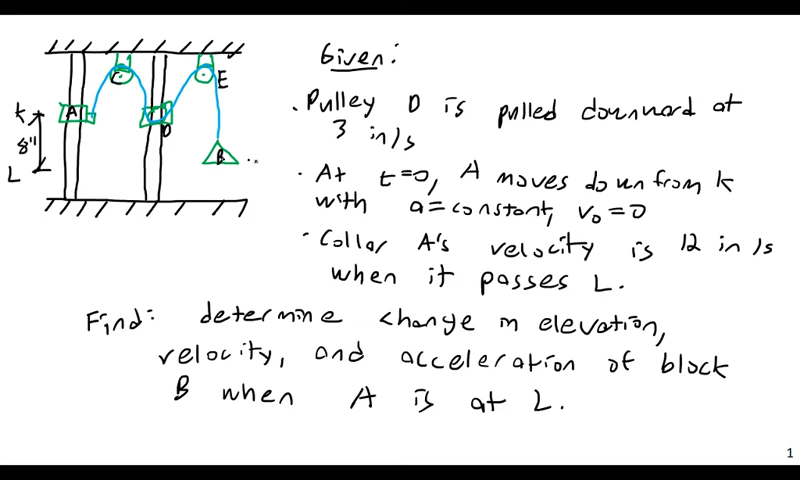 Given:
C
E
. Pulley D is pulled downward at
3 in/s
k
A
D
8"
B
L
. At t=0, A moves down from k
with a = constant, v₀=0
· Collar A's velocity is 12 in/s
when it passes L.
Find: determine change in elevation,
velocity, and acceleration of block
B when A is at L.
1